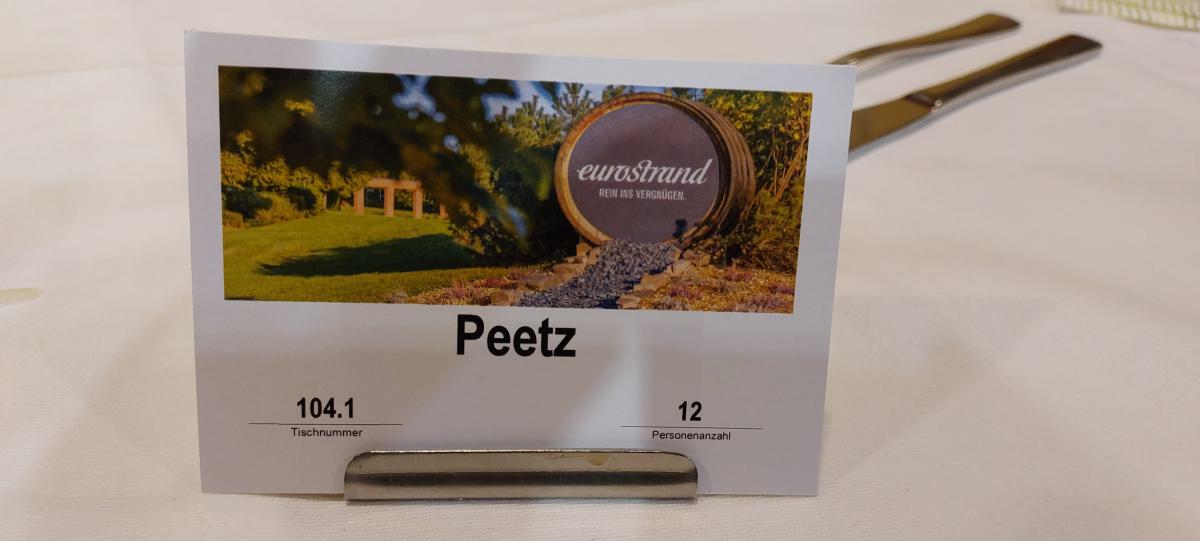 eurostrand
REIN INS VERGNÜGEN.
Peetz
104.1
Tischnummer
12
Personenanzahl